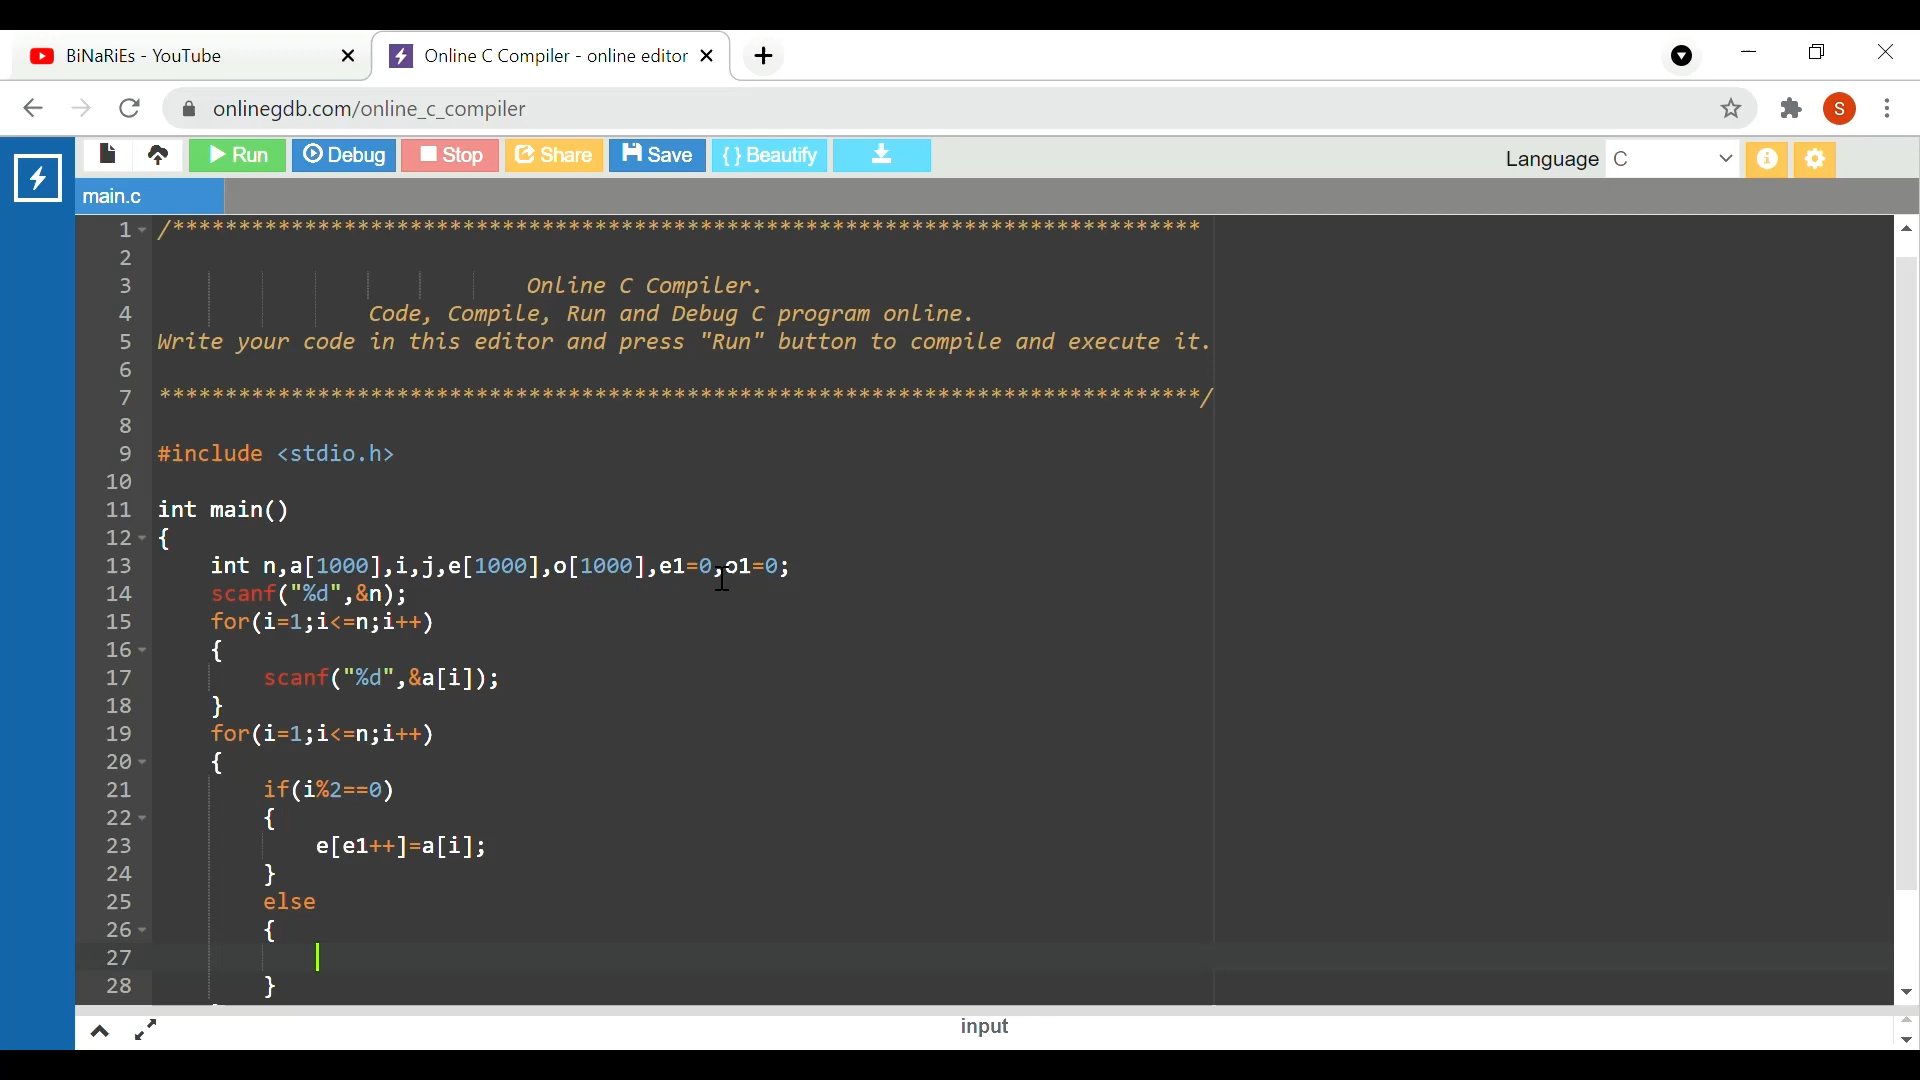 BiNaRiEs - YouTube
Online C Compiler - online editor
onlinegdb.com/online_c_compiler
S
Run Debug Stop Share Save { } Beautify
Language C
main.c
1 /******************************************************************************
2
3 Online C Compiler.
4 Code, Compile, Run and Debug C program online.
5 Write your code in this editor and press "Run" button to compile and execute it.
6
7 *******************************************************************************/
8
9 #include <stdio.h>
10
11 int main()
12 {
13 int n,a[1000],i,j,e[1000],o[1000],e1=0,o1=0;
14 scanf("%d",&n);
15 for(i=1;i<=n;i++)
16 {
17 scanf("%d",&a[i]);
18 }
19 for(i=1;i<=n;i++)
20 {
21 if(i%2==0)
22 {
23 e[e1++]=a[i];
24 }
25 else
26 {
27
28 }
input